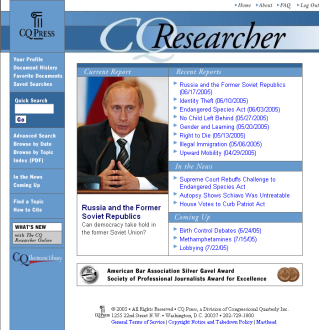 • Home • About • FAQ • Log Out
CQ PRESS
CQ Researcher
Your Profile
Document History
Favorite Documents
Saved Searches
Quick Search
Go
Advanced Search
Browse by Date
Browse by Topic
Index (PDF)
In the News
Coming Up
Find a Topic
How to Cite
WHAT'S NEW
with The CQ
Researcher Online
CQ Electronic Library
Current Report
Russia and the Former
Soviet Republics
Can democracy take hold in
the former Soviet Union?
Recent Reports
Russia and the Former Soviet Republics
(06/17/2005)
Identity Theft (06/10/2005)
Endangered Species Act (06/03/2005)
No Child Left Behind (05/27/2005)
Gender and Learning (05/20/2005)
Right to Die (05/13/2005)
Illegal Immigration (05/06/2005)
Upward Mobility (04/29/2005)
In the News
Supreme Court Rebuffs Challenge to
Endangered Species Act
Autopsy Shows Schiavo Was Untreatable
House Votes to Curb Patriot Act
Coming Up
Birth Control Debates (6/24/05)
Methamphetamines (7/15/05)
Lobbying (7/22/05)
American Bar Association Silver Gavel Award
Society of Professional Journalists Award for Excellence
CQ Press
© 2005 • All Rights Reserved • CQ Press, a Division of Congressional Quarterly Inc.
1255 22nd Street N.W. • Washington, D.C. 20037 • 202-729-1800
General Terms of Service | Copyright Notice and Takedown Policy | Masthead